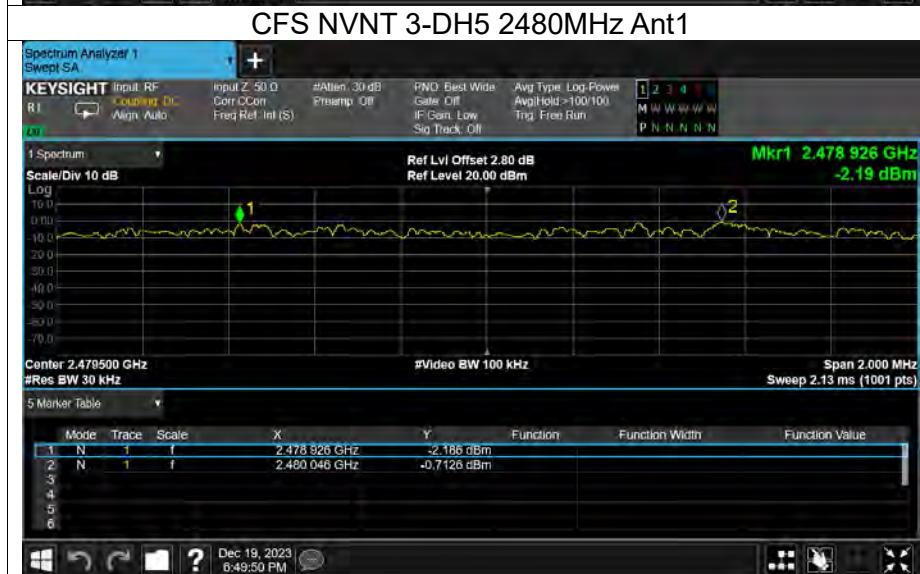 CFS NVNT 3-DH5 2480MHz Ant1
Spectrum Analyzer 1
Swept SA
+
KEYSIGHT Input: RF Input Z: 50 Ω #Atten: 30 dB PNO: Best Wide Avg Type: Log-Power 1 2 3 4
R L Coupling: DC Corr CCorr Preamp: Off Gate: Off Avg|Hold:>100/100 M W W W W W
Align: Auto Freq Ref: Int (S) IF Gain: Low Trig: Free Run P N N N N N
Sig Track: Off
1 Spectrum Ref Lvl Offset 2.80 dB Mkr1 2.478 926 GHz
Scale/Div 10 dB Ref Level 20.00 dBm -2.19 dBm
Log
10.0
0.00
-10.0
-20.0
-30.0
-40.0
-50.0
-60.0
-70.0
1
2
Center 2.479500 GHz #Video BW 100 kHz Span 2.000 MHz
#Res BW 30 kHz Sweep 2.13 ms (1001 pts)
5 Marker Table
Mode Trace Scale X Y Function Function Width Function Value
1 N 1 f 2.478 926 GHz -2.186 dBm
2 N 1 f 2.480 046 GHz -0.7126 dBm
3
4
5
6
? Dec 19, 2023
6:49:50 PM